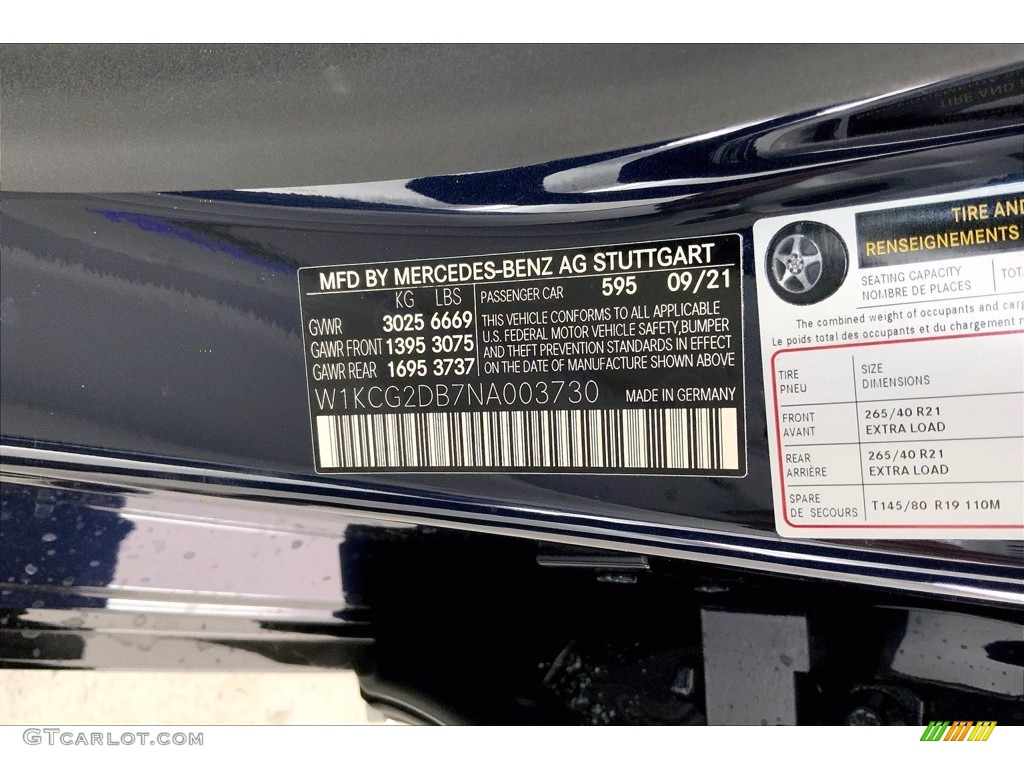 MFD BY MERCEDES-BENZ AG STUTTGART
KG LBS PASSENGER CAR 595 09/21
GVWR 3025 6669
GAWR FRONT 1395 3075
GAWR REAR 1695 3737
THIS VEHICLE CONFORMS TO ALL APPLICABLE
U.S. FEDERAL MOTOR VEHICLE SAFETY,BUMPER
AND THEFT PREVENTION STANDARDS IN EFFECT
ON THE DATE OF MANUFACTURE SHOWN ABOVE
W1KCG2DB7NA003730 MADE IN GERMANY
TIRE AND
RENSEIGNEMENTS
SEATING CAPACITY
NOMBRE DE PLACES
The combined weight of occupants and
Le poids total des occupants et du chargement
TIRE SIZE
PNEU DIMENSIONS
FRONT 265/40 R21
AVANT EXTRA LOAD
REAR 265/40 R21
ARRIÈRE EXTRA LOAD
SPARE
DE SECOURS T145/80 R19 110M
GTcarlot.com